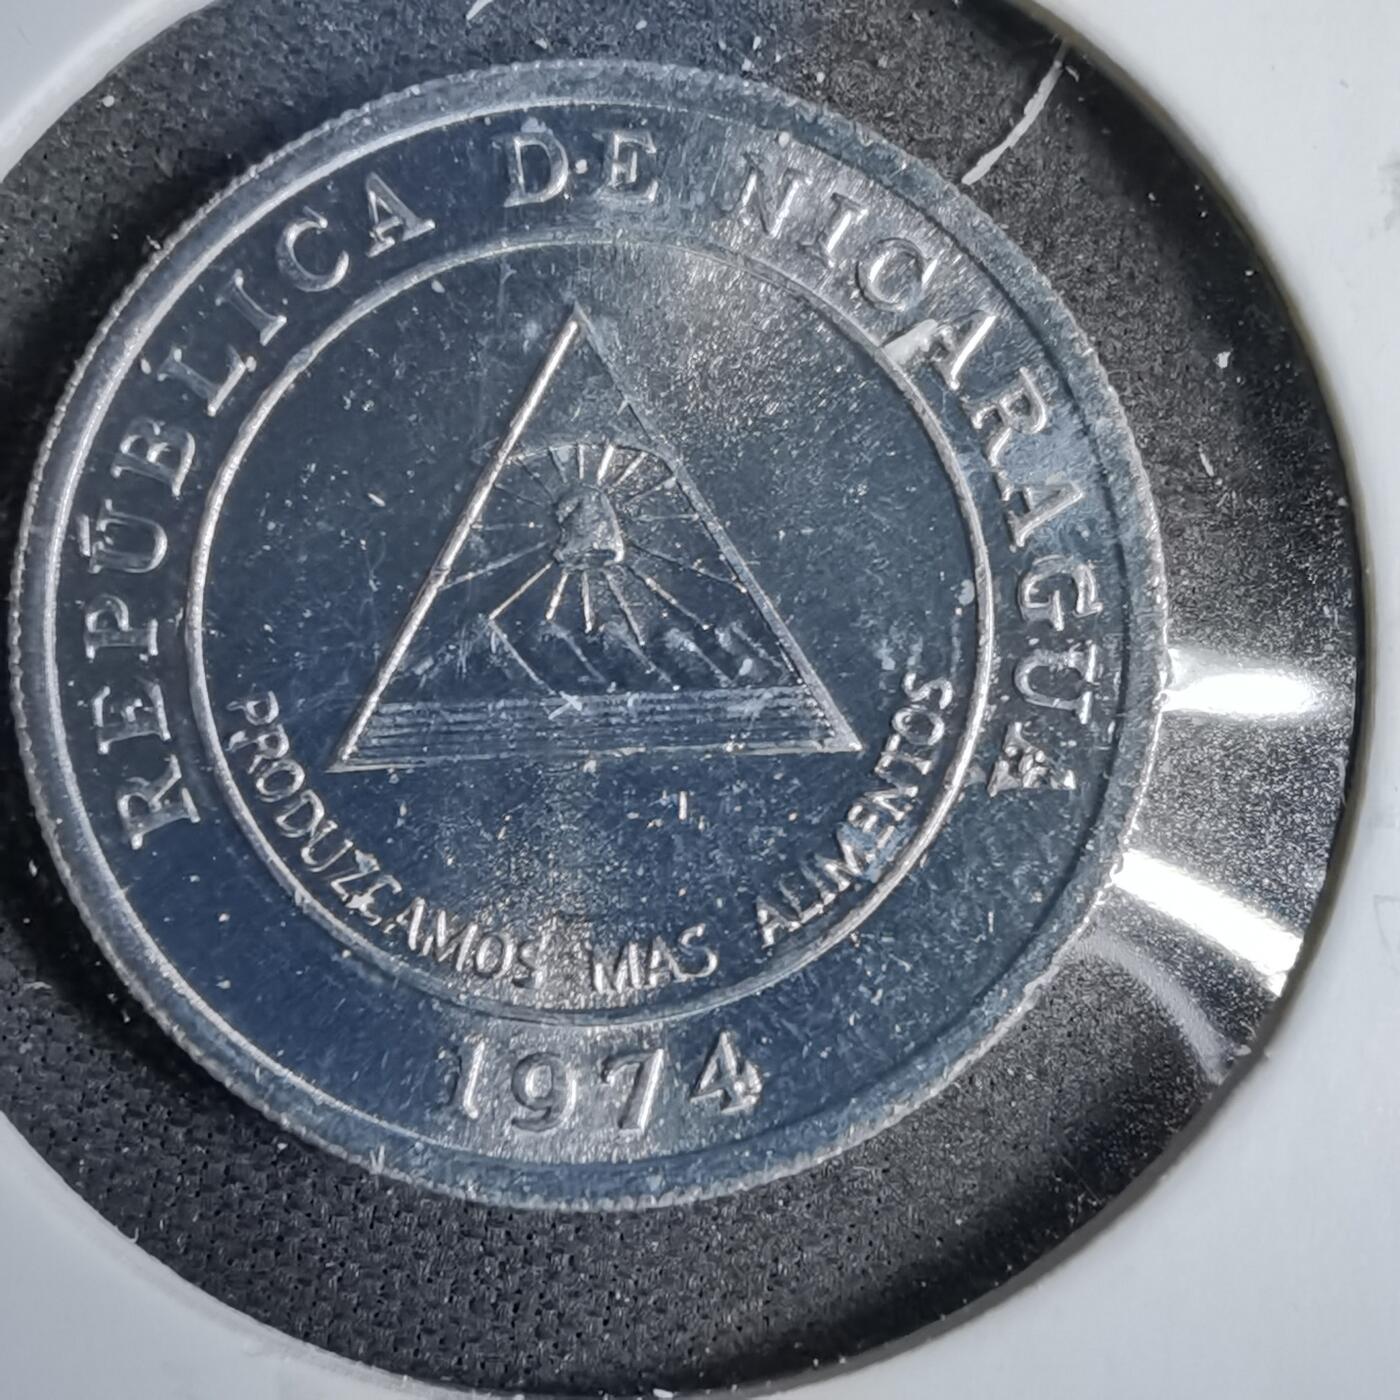 REPÚBLICA DE NICARAGUA
PRODUZCAMOS MAS ALIMENTOS
1974